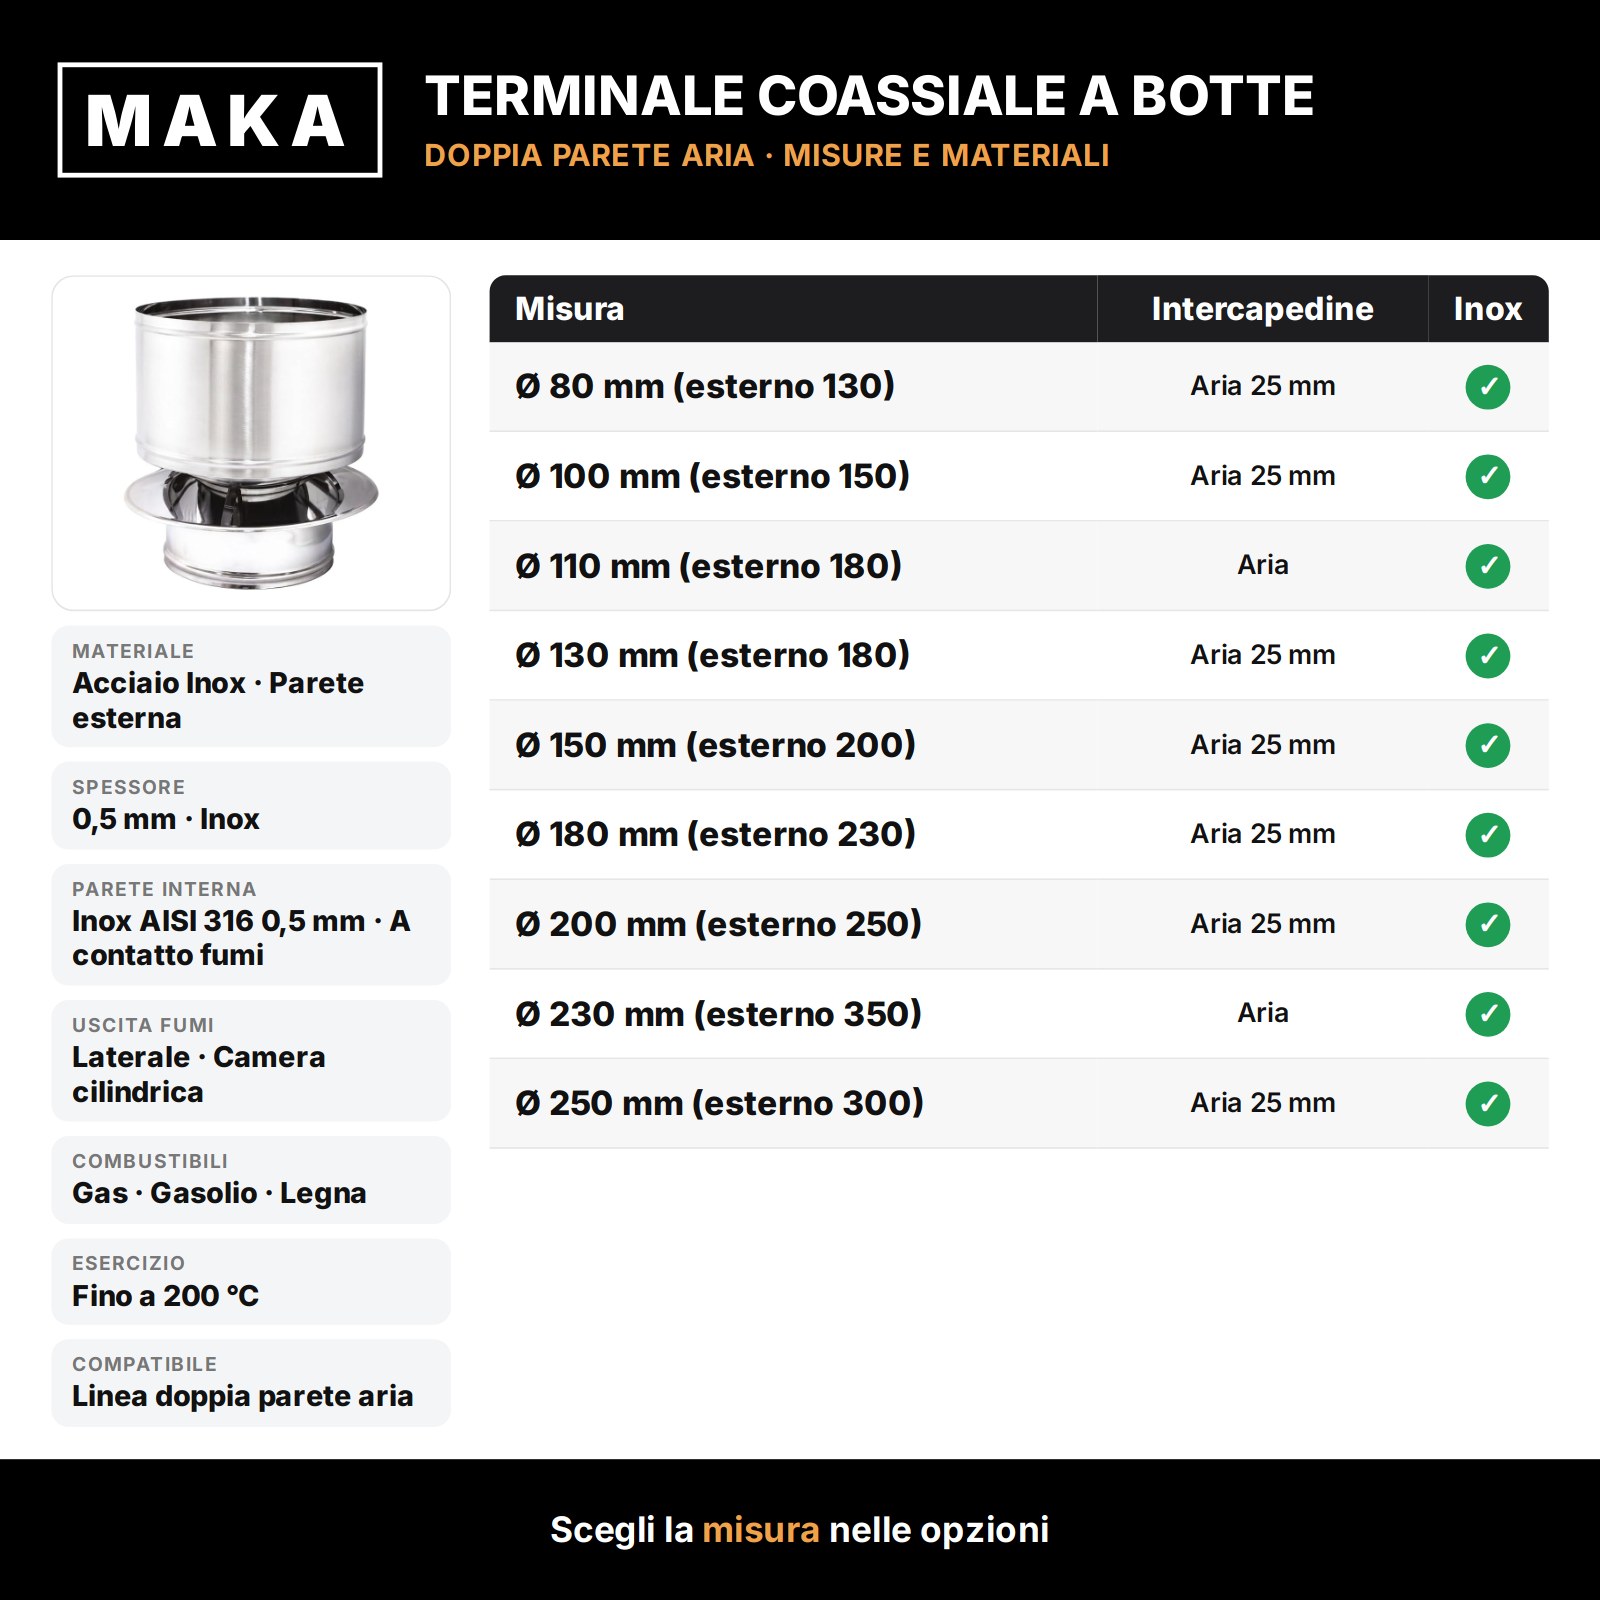 MAKA
TERMINALE COASSIALE A BOTTE
DOPPIA PARETE ARIA · MISURE E MATERIALI
MATERIALE
Acciaio Inox · Parete
esterna
SPESSORE
0,5 mm · Inox
PARETE INTERNA
Inox AISI 316 0,5 mm · A
contatto fumi
USCITA FUMI
Laterale · Camera
cilindrica
COMBUSTIBILI
Gas · Gasolio · Legna
ESERCIZIO
Fino a 200 °C
COMPATIBILE
Linea doppia parete aria
Misura Intercapedine Inox
Ø 80 mm (esterno 130) Aria 25 mm ✓
Ø 100 mm (esterno 150) Aria 25 mm ✓
Ø 110 mm (esterno 180) Aria ✓
Ø 130 mm (esterno 180) Aria 25 mm ✓
Ø 150 mm (esterno 200) Aria 25 mm ✓
Ø 180 mm (esterno 230) Aria 25 mm ✓
Ø 200 mm (esterno 250) Aria 25 mm ✓
Ø 230 mm (esterno 350) Aria ✓
Ø 250 mm (esterno 300) Aria 25 mm ✓
Scegli la misura nelle opzioni